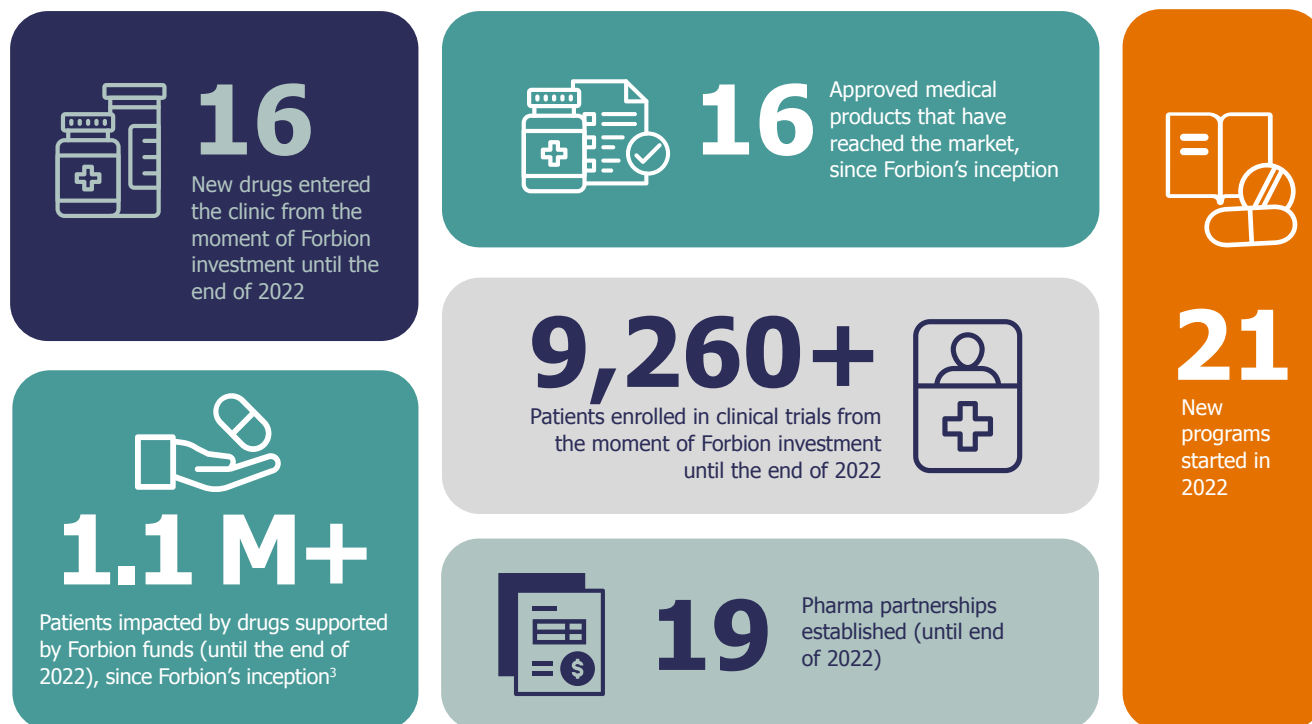 16
New drugs entered
the clinic from the
moment of Forbion
investment until the
end of 2022
16
Approved medical
products that have
reached the market,
since Forbion’s inception
21
New
programs
started in
2022
9,260+
Patients enrolled in clinical trials from
the moment of Forbion investment
until the end of 2022
1.1 M+
Patients impacted by drugs supported
by Forbion funds (until the end of
2022), since Forbion’s inception³
19
Pharma partnerships
established (until end
of 2022)
$